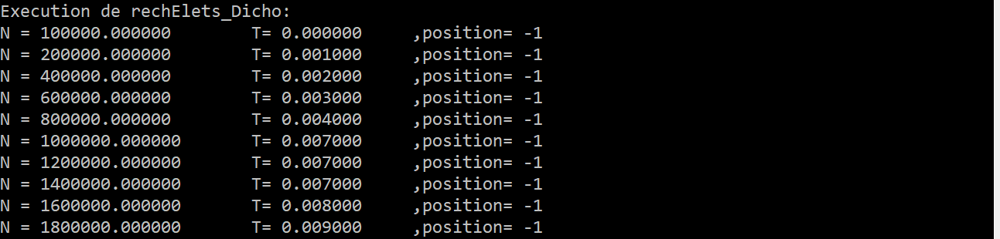 Execution de rechElets_Dicho:
N = 100000.000000 T= 0.000000 ,position= -1
N = 200000.000000 T= 0.001000 ,position= -1
N = 400000.000000 T= 0.002000 ,position= -1
N = 600000.000000 T= 0.003000 ,position= -1
N = 800000.000000 T= 0.004000 ,position= -1
N = 1000000.000000 T= 0.007000 ,position= -1
N = 1200000.000000 T= 0.007000 ,position= -1
N = 1400000.000000 T= 0.007000 ,position= -1
N = 1600000.000000 T= 0.008000 ,position= -1
N = 1800000.000000 T= 0.009000 ,position= -1